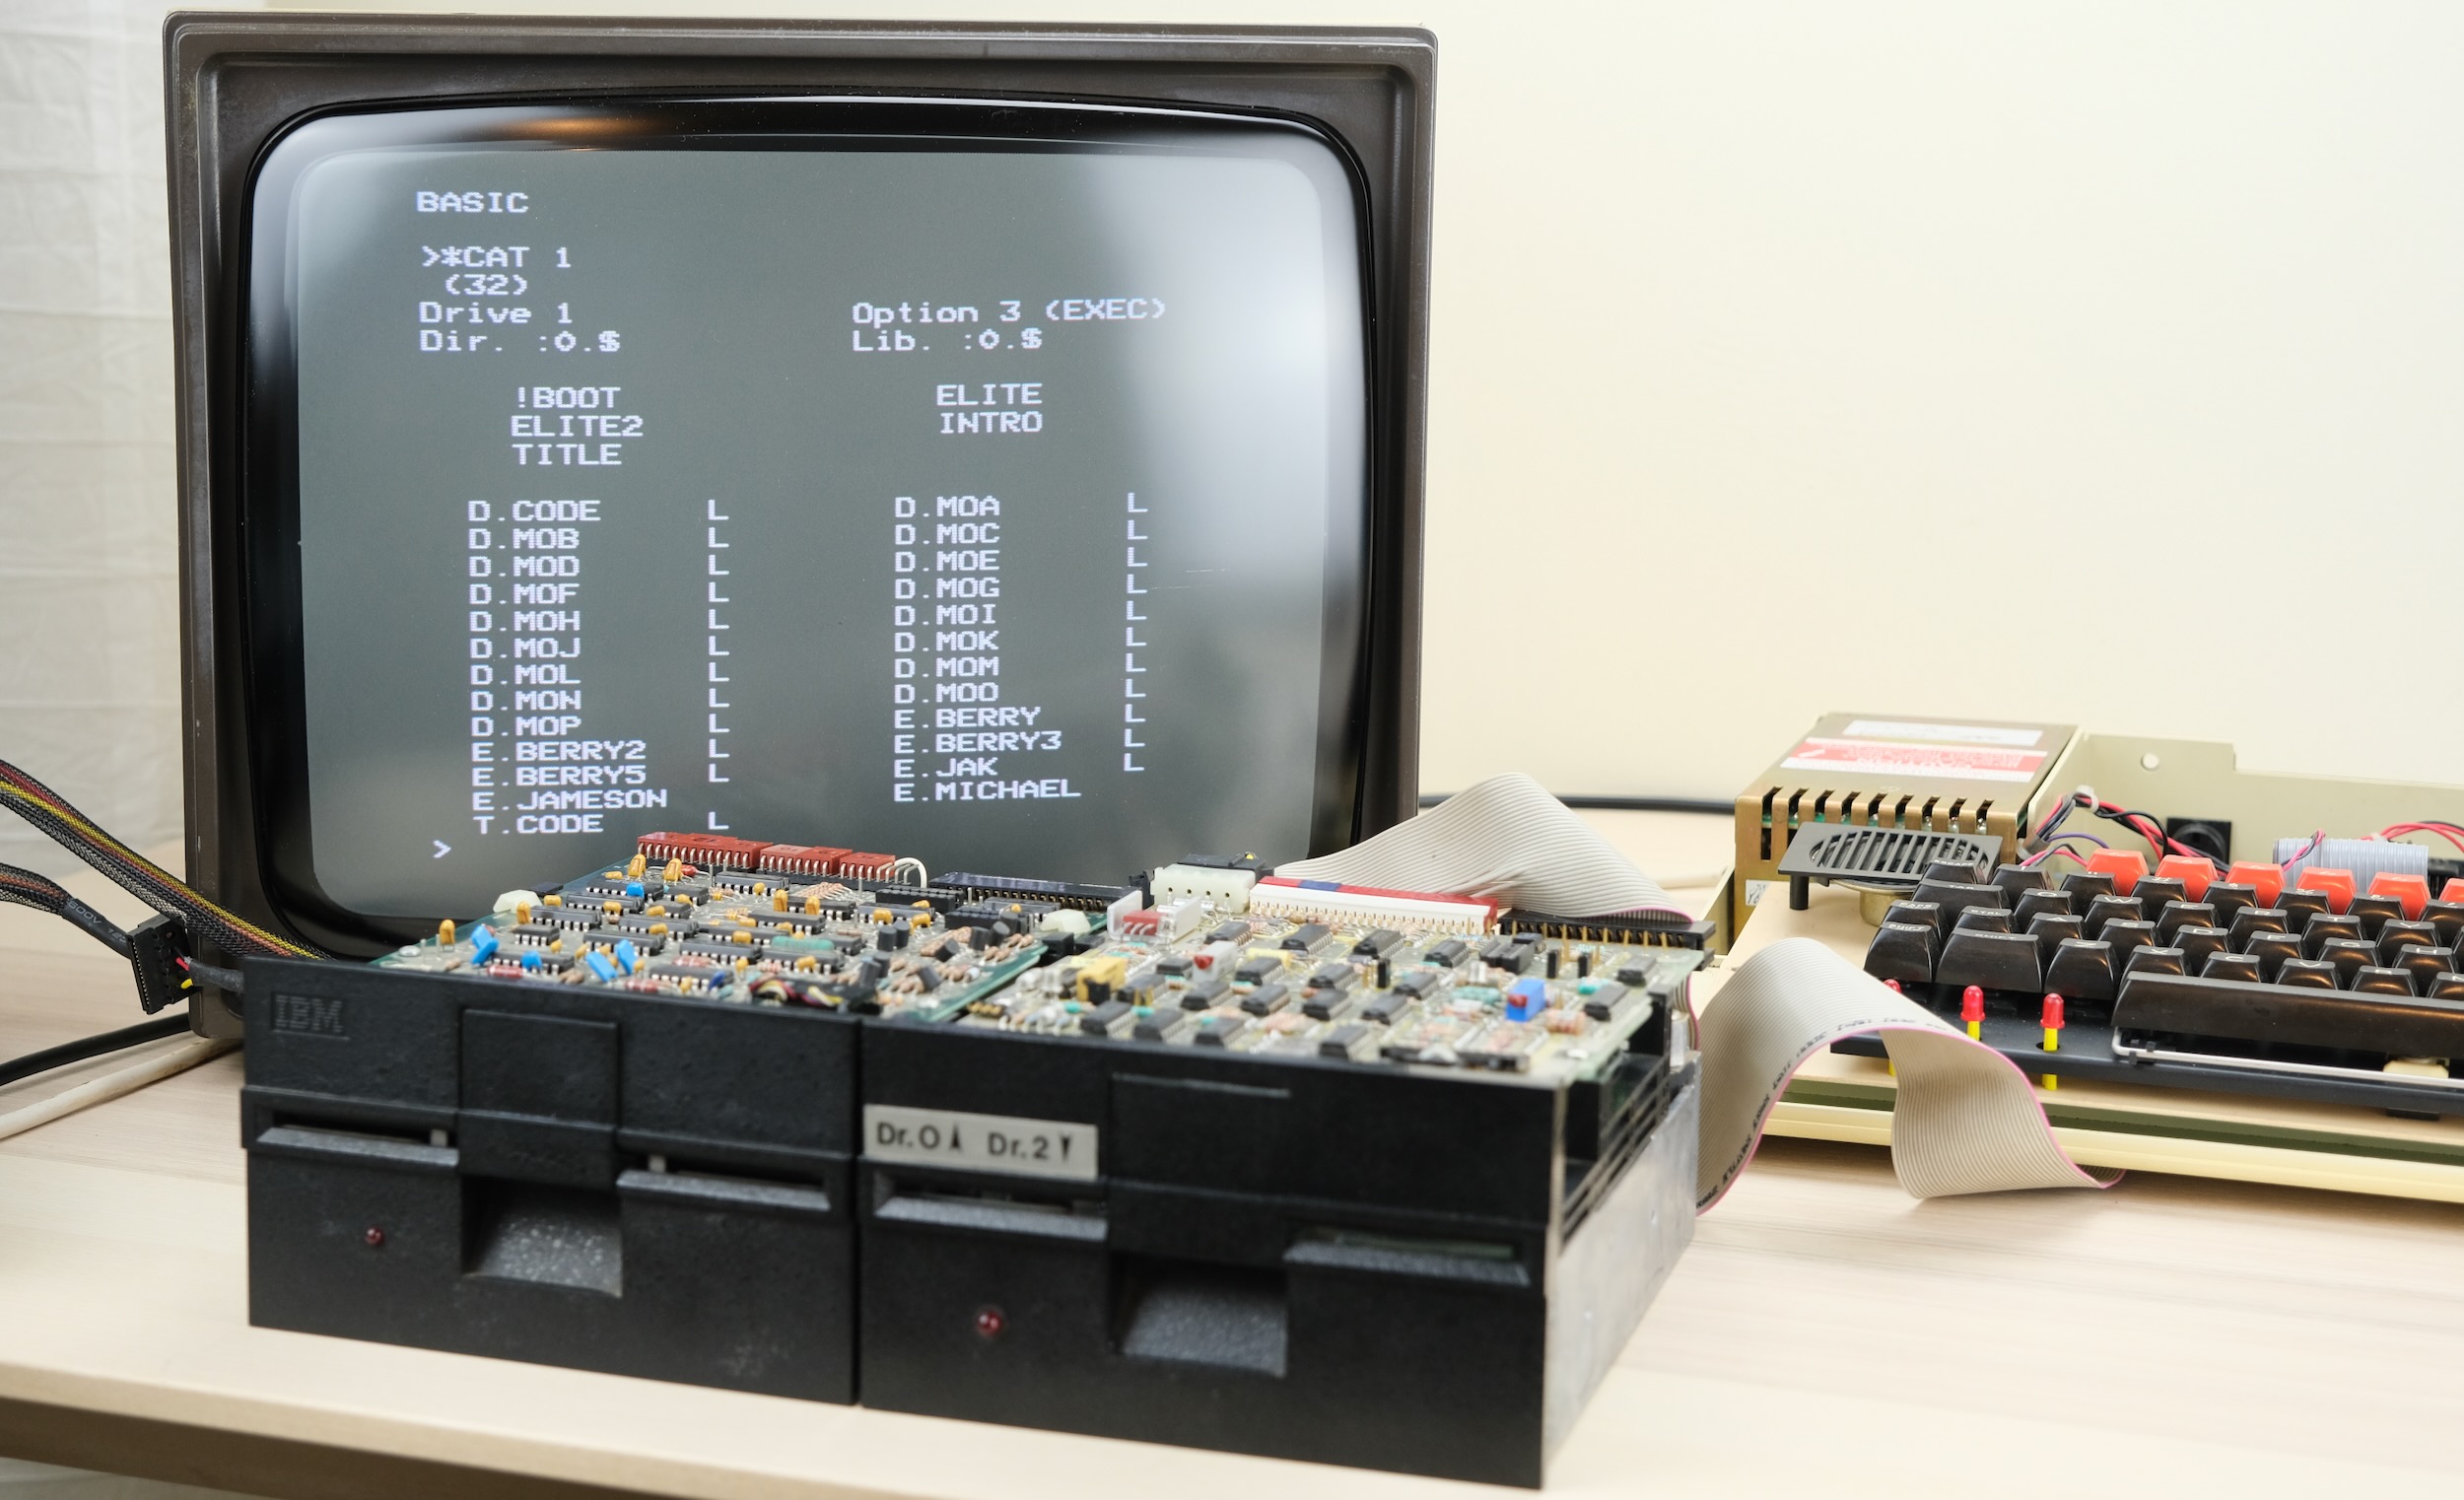 BASIC
>*CAT 1
(32)
Drive 1 Option 3 (EXEC)
Dir. :0.$ Lib. :0.$
!BOOT ELITE
ELITE2 INTRO
TITLE
D.CODE L D.MOA L
D.MOB L D.MOC L
D.MOD L D.MOE L
D.MOF L D.MOG L
D.MOH L D.MOI L
D.MOJ L D.MOK L
D.MOL L D.MOM L
D.MON L D.MOO L
D.MOP L E.BERRY L
E.BERRY2 L E.BERRY3 L
E.BERRY5 L E.JAK L
E.JAMESON E.MICHAEL
T.CODE L
>
IBM
Dr.0 Dr.2